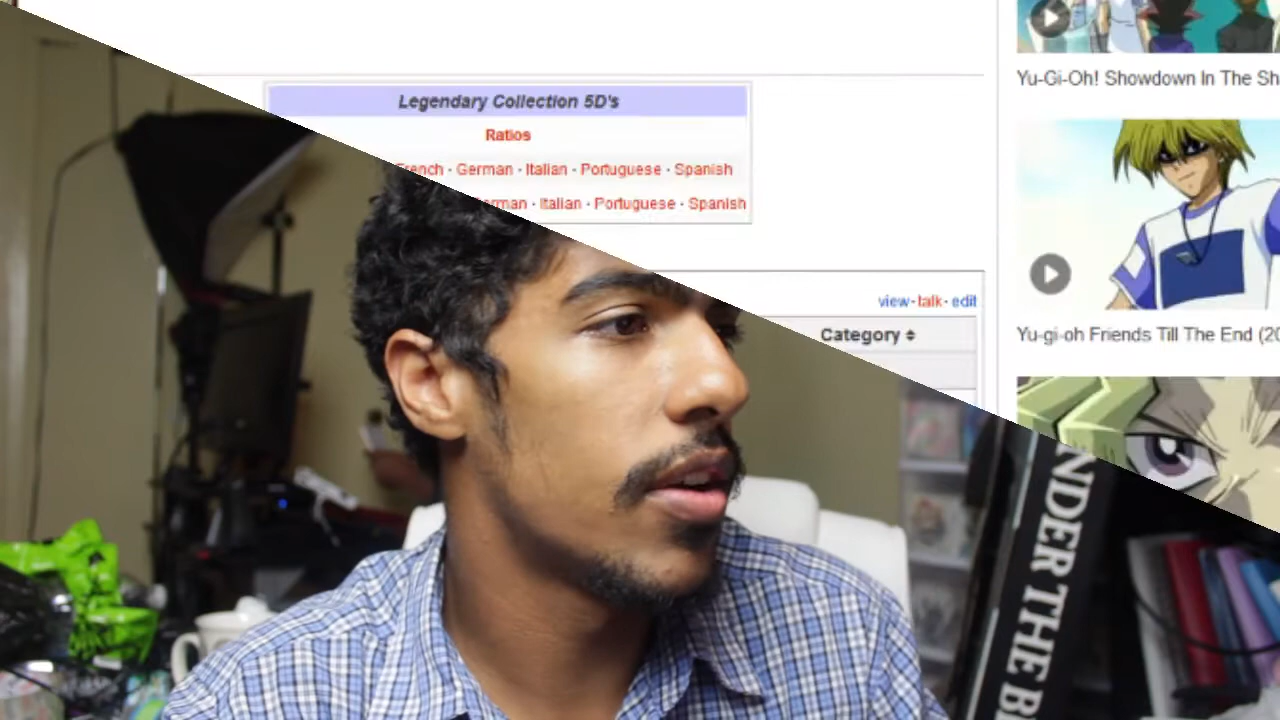 Legendary Collection 5D's
Ratios
French · German · Italian · Portuguese · Spanish
Italian · Portuguese · Spanish
view · talk · edit
Category
Yu-Gi-Oh! Showdown In The Sh
Yu-gi-oh Friends Till The End (20
NDER THE B